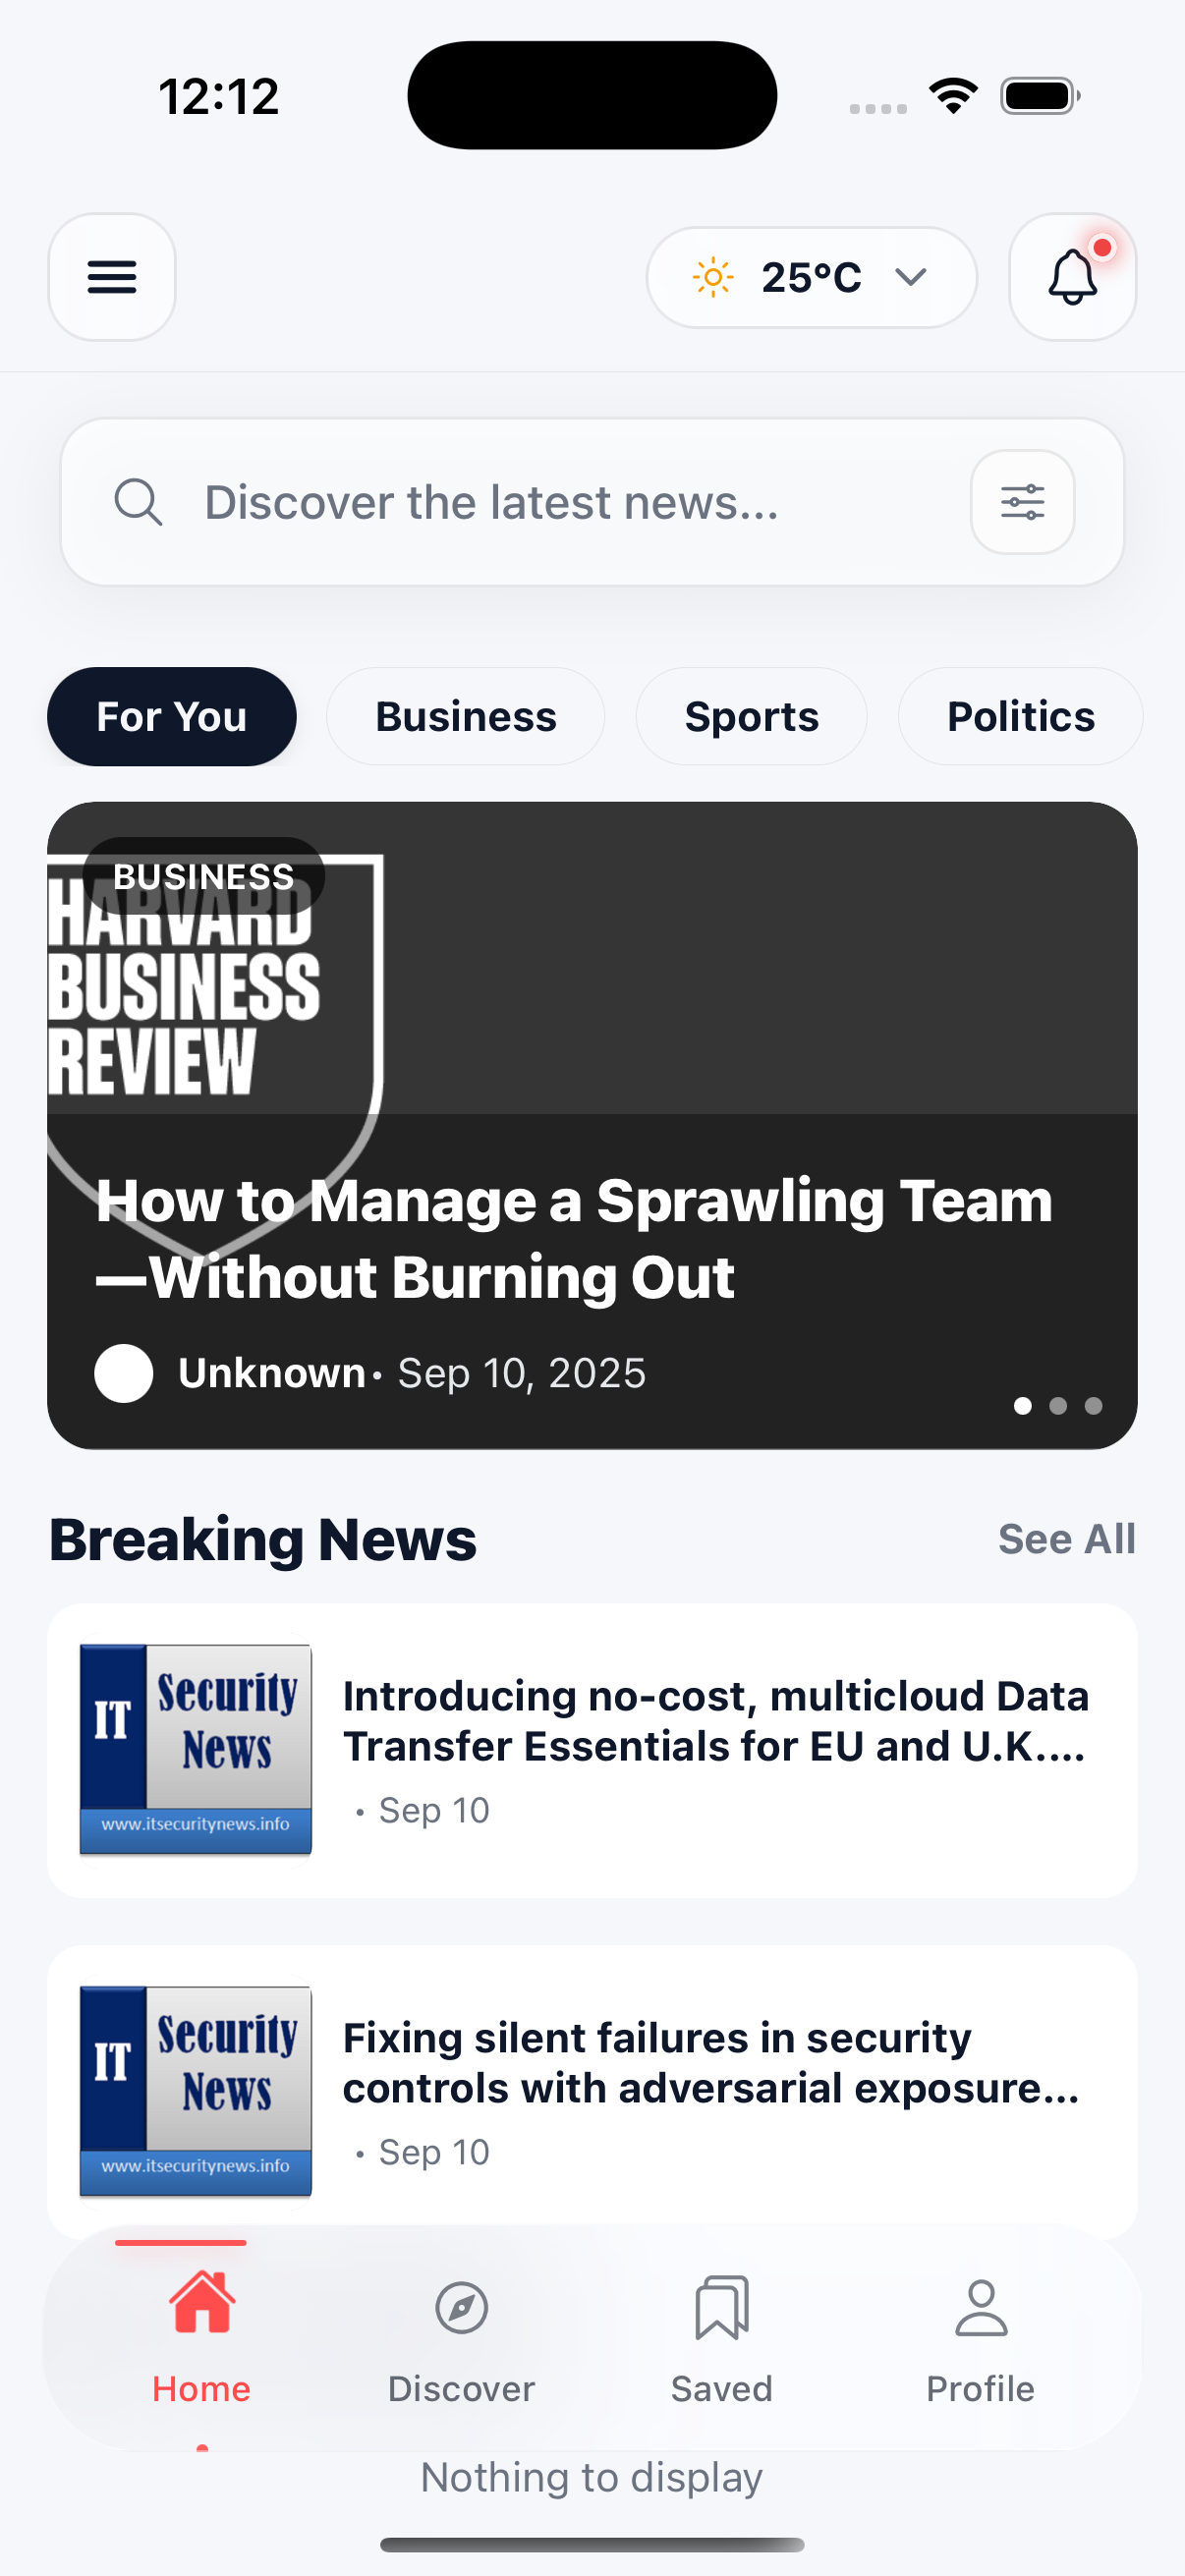 12:12
25°C
Discover the latest news...
For You
Business
Sports
Politics
BUSINESS
HARVARD
BUSINESS
REVIEW
How to Manage a Sprawling Team
—Without Burning Out
Unknown • Sep 10, 2025
Breaking News
See All
IT
Security
News
www.itsecuritynews.info
Introducing no-cost, multicloud Data
Transfer Essentials for EU and U.K....
• Sep 10
IT
Security
News
www.itsecuritynews.info
Fixing silent failures in security
controls with adversarial exposure...
• Sep 10
Home
Discover
Saved
Profile
Nothing to display